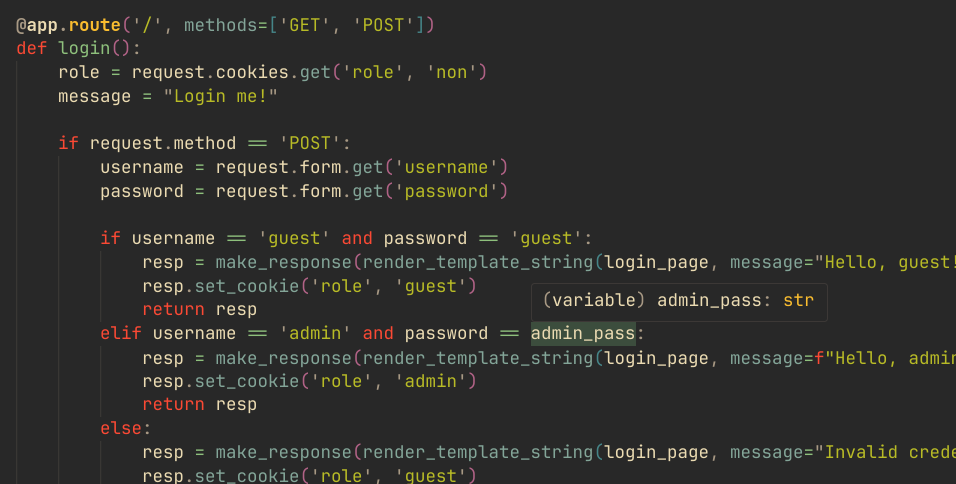 @app.route('/', methods=['GET', 'POST'])
def login():
    role = request.cookies.get('role', 'non')
    message = "Login me!"
    if request.method == 'POST':
        username = request.form.get('username')
        password = request.form.get('password')
        if username == 'guest' and password == 'guest':
            resp = make_response(render_template_string(login_page, message="Hello, guest!
            resp.set_cookie('role', 'guest')
(variable) admin_pass: str
            return resp
        elif username == 'admin' and password == admin_pass:
            resp = make_response(render_template_string(login_page, message=f"Hello, admin
            resp.set_cookie('role', 'admin')
            return resp
        else:
            resp = make_response(render_template_string(login_page, message="Invalid crede
            resp.set_cookie('role', 'guest')